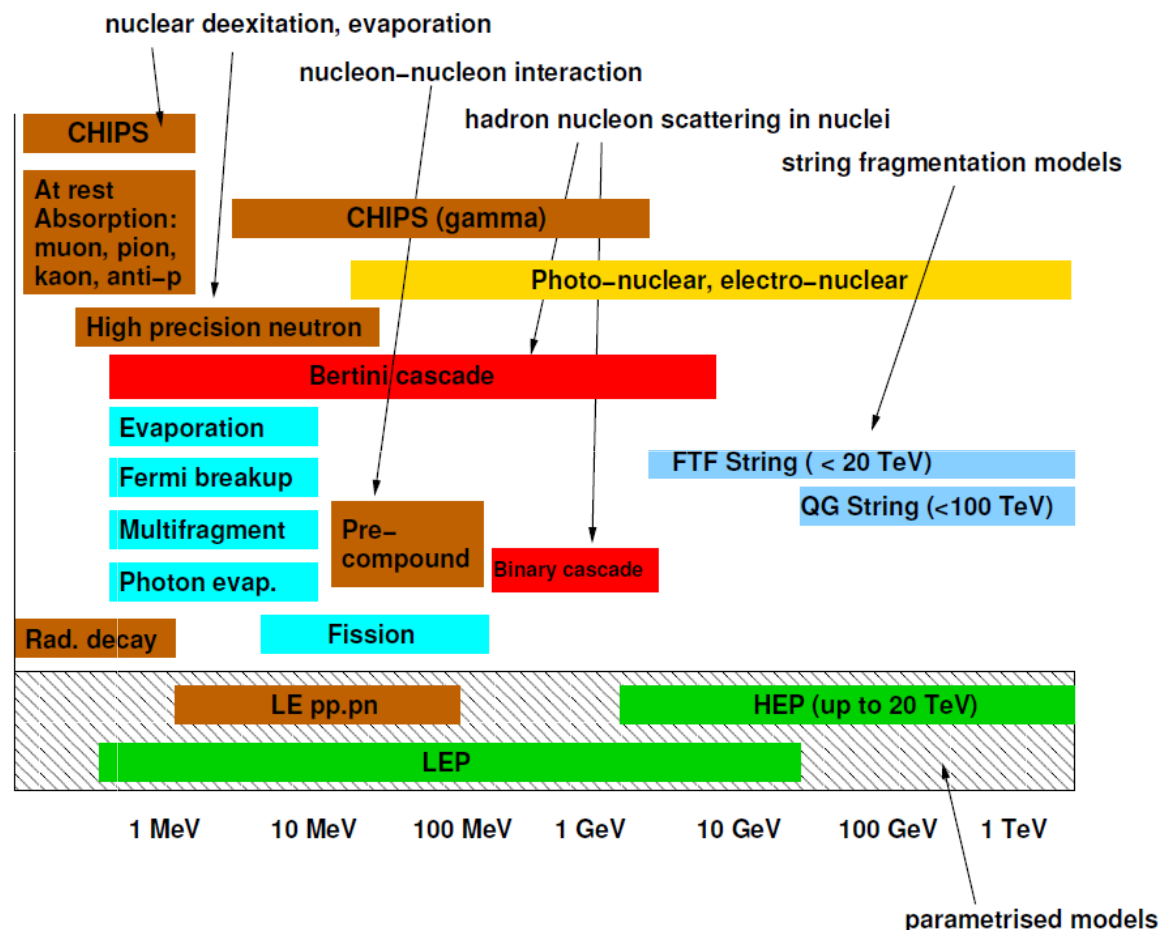 nuclear deexitation, evaporation
nucleon−nucleon interaction
hadron nucleon scattering in nuclei
string fragmentation models
CHIPS
At rest
Absorption:
muon, pion,
kaon, anti−p
CHIPS (gamma)
Photo−nuclear, electro−nuclear
High precision neutron
Bertini cascade
Evaporation
FTF String ( < 20 TeV)
Fermi breakup
QG String (<100 TeV)
Multifragment
Pre−
compound
Binary cascade
Photon evap.
Rad. decay
Fission
LE pp.pn
HEP (up to 20 TeV)
LEP
1 MeV 10 MeV 100 MeV 1 GeV 10 GeV 100 GeV 1 TeV
parametrised models